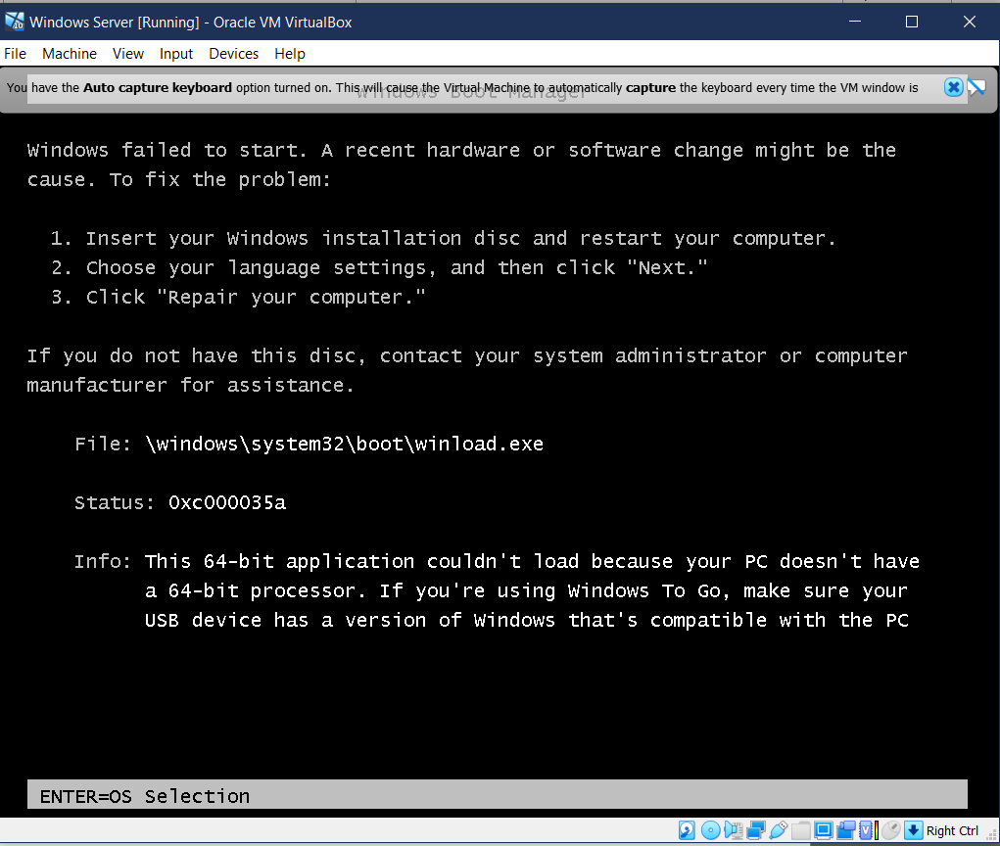 Windows Server [Running] - Oracle VM VirtualBox
File Machine View Input Devices Help
You have the Auto capture keyboard option turned on. This will cause the Virtual Machine to automatically capture the keyboard every time the VM window is
Windows Boot Manager
Windows failed to start. A recent hardware or software change might be the
cause. To fix the problem:
1. Insert your Windows installation disc and restart your computer.
2. Choose your language settings, and then click "Next."
3. Click "Repair your computer."
If you do not have this disc, contact your system administrator or computer
manufacturer for assistance.
File: \windows\system32\boot\winload.exe
Status: 0xc000035a
Info: This 64-bit application couldn't load because your PC doesn't have
a 64-bit processor. If you're using Windows To Go, make sure your
USB device has a version of Windows that's compatible with the PC
ENTER=OS Selection
Right Ctrl